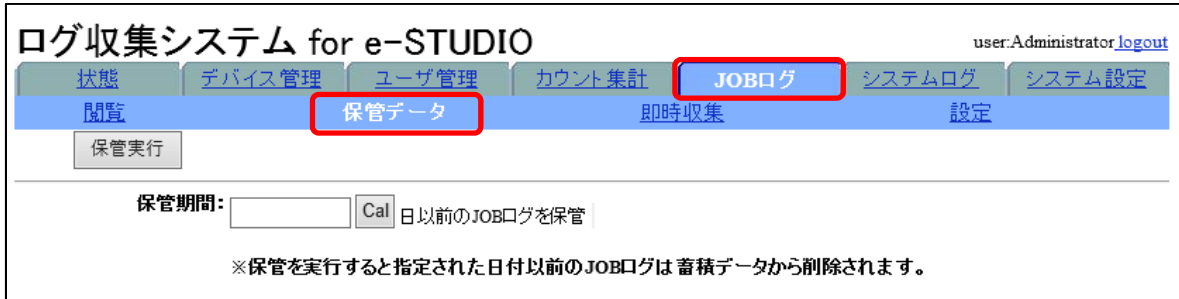 ログ収集システム for e-STUDIO user:Administrator logout
状態 デバイス管理 ユーザ管理 カウント集計 JOBログ システムログ システム設定
閲覧 保管データ 即時収集 設定
保管実行
保管期間: Cal 日以前のJOBログを保管
※保管を実行すると指定された日付以前のJOBログは蓄積データから削除されます。